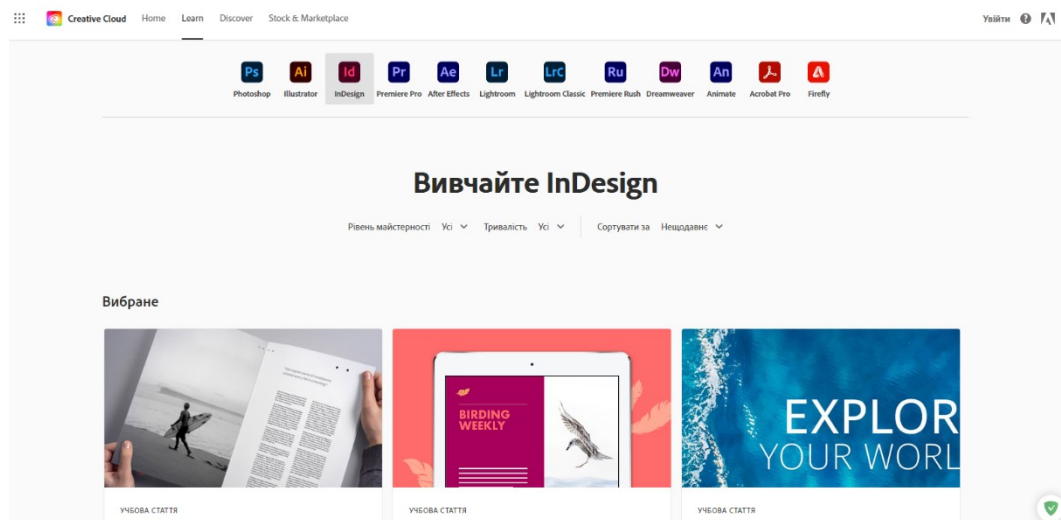 Creative Cloud Home Learn Discover Stock & Marketplace Увійти
Ps Ai Id Pr Ae Lr LrC Ru Dw An
Photoshop Illustrator InDesign Premiere Pro After Effects Lightroom Lightroom Classic Premiere Rush Dreamweaver Animate Acrobat Pro Firefly
Вивчайте InDesign
Рівень майстерності Усі Тривалість Усі Сортувати за Нещодавнє
Вибране
BIRDING
WEEKLY
EXPLOR
YOUR WORL
УЧБОВА СТАТТЯ УЧБОВА СТАТТЯ УЧБОВА СТАТТЯ